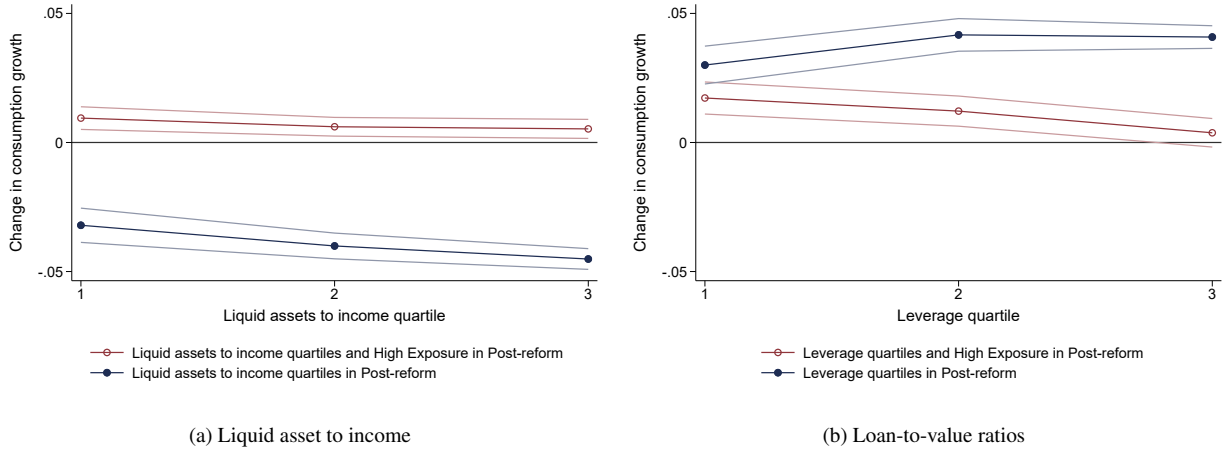 .05
0
-.05
Change in consumption growth
1 2 3
Liquid assets to income quartile
Liquid assets to income quartiles and High Exposure in Post-reform
Liquid assets to income quartiles in Post-reform
(a) Liquid asset to income
.05
0
-.05
Change in consumption growth
1 2 3
Leverage quartile
Leverage quartiles and High Exposure in Post-reform
Leverage quartiles in Post-reform
(b) Loan-to-value ratios